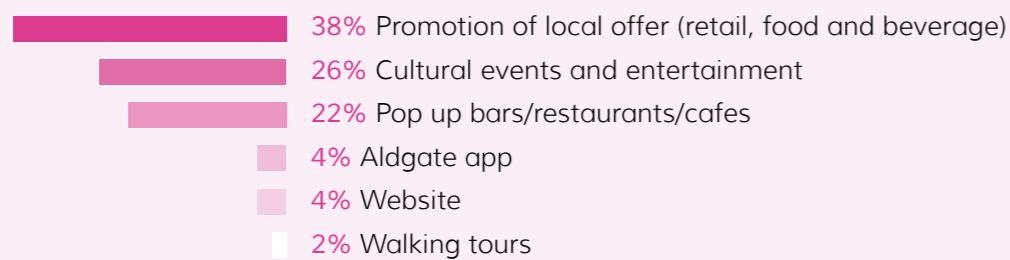 38% Promotion of local offer (retail, food and beverage)
26% Cultural events and entertainment
22% Pop up bars/restaurants/cafes
4% Aldgate app
4% Website
2% Walking tours